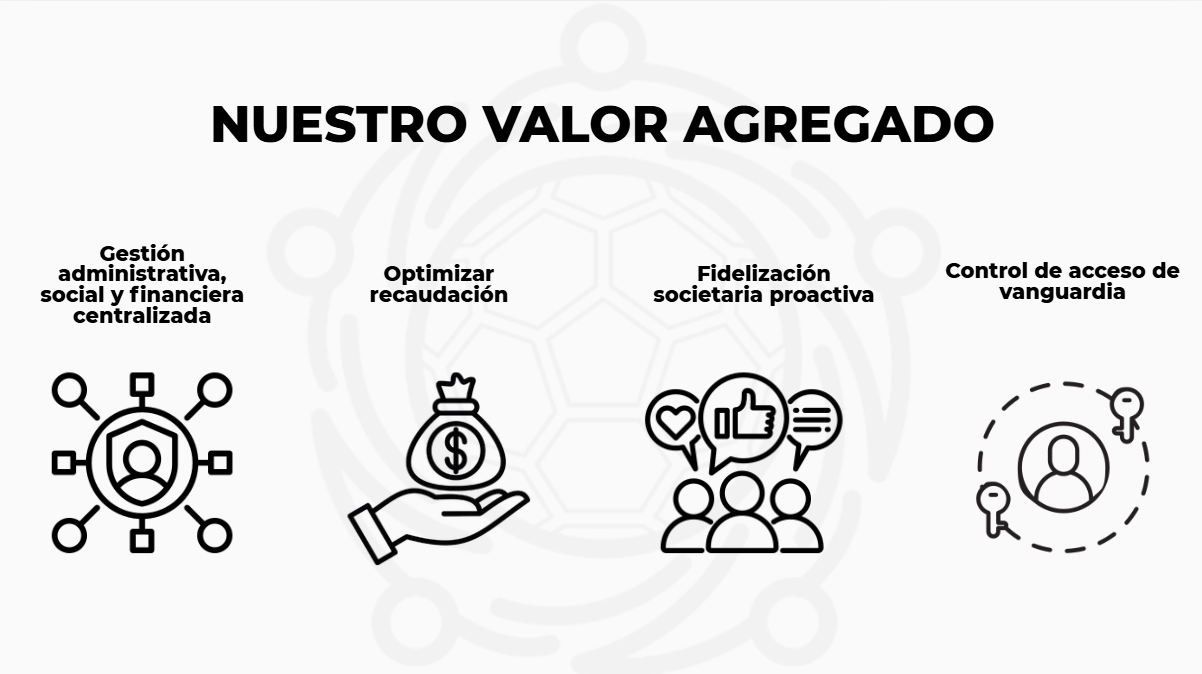 NUESTRO VALOR AGREGADO
Gestión
administrativa,
social y financiera
centralizada
Optimizar
recaudación
Fidelización
societaria proactiva
Control de acceso de
vanguardia
$